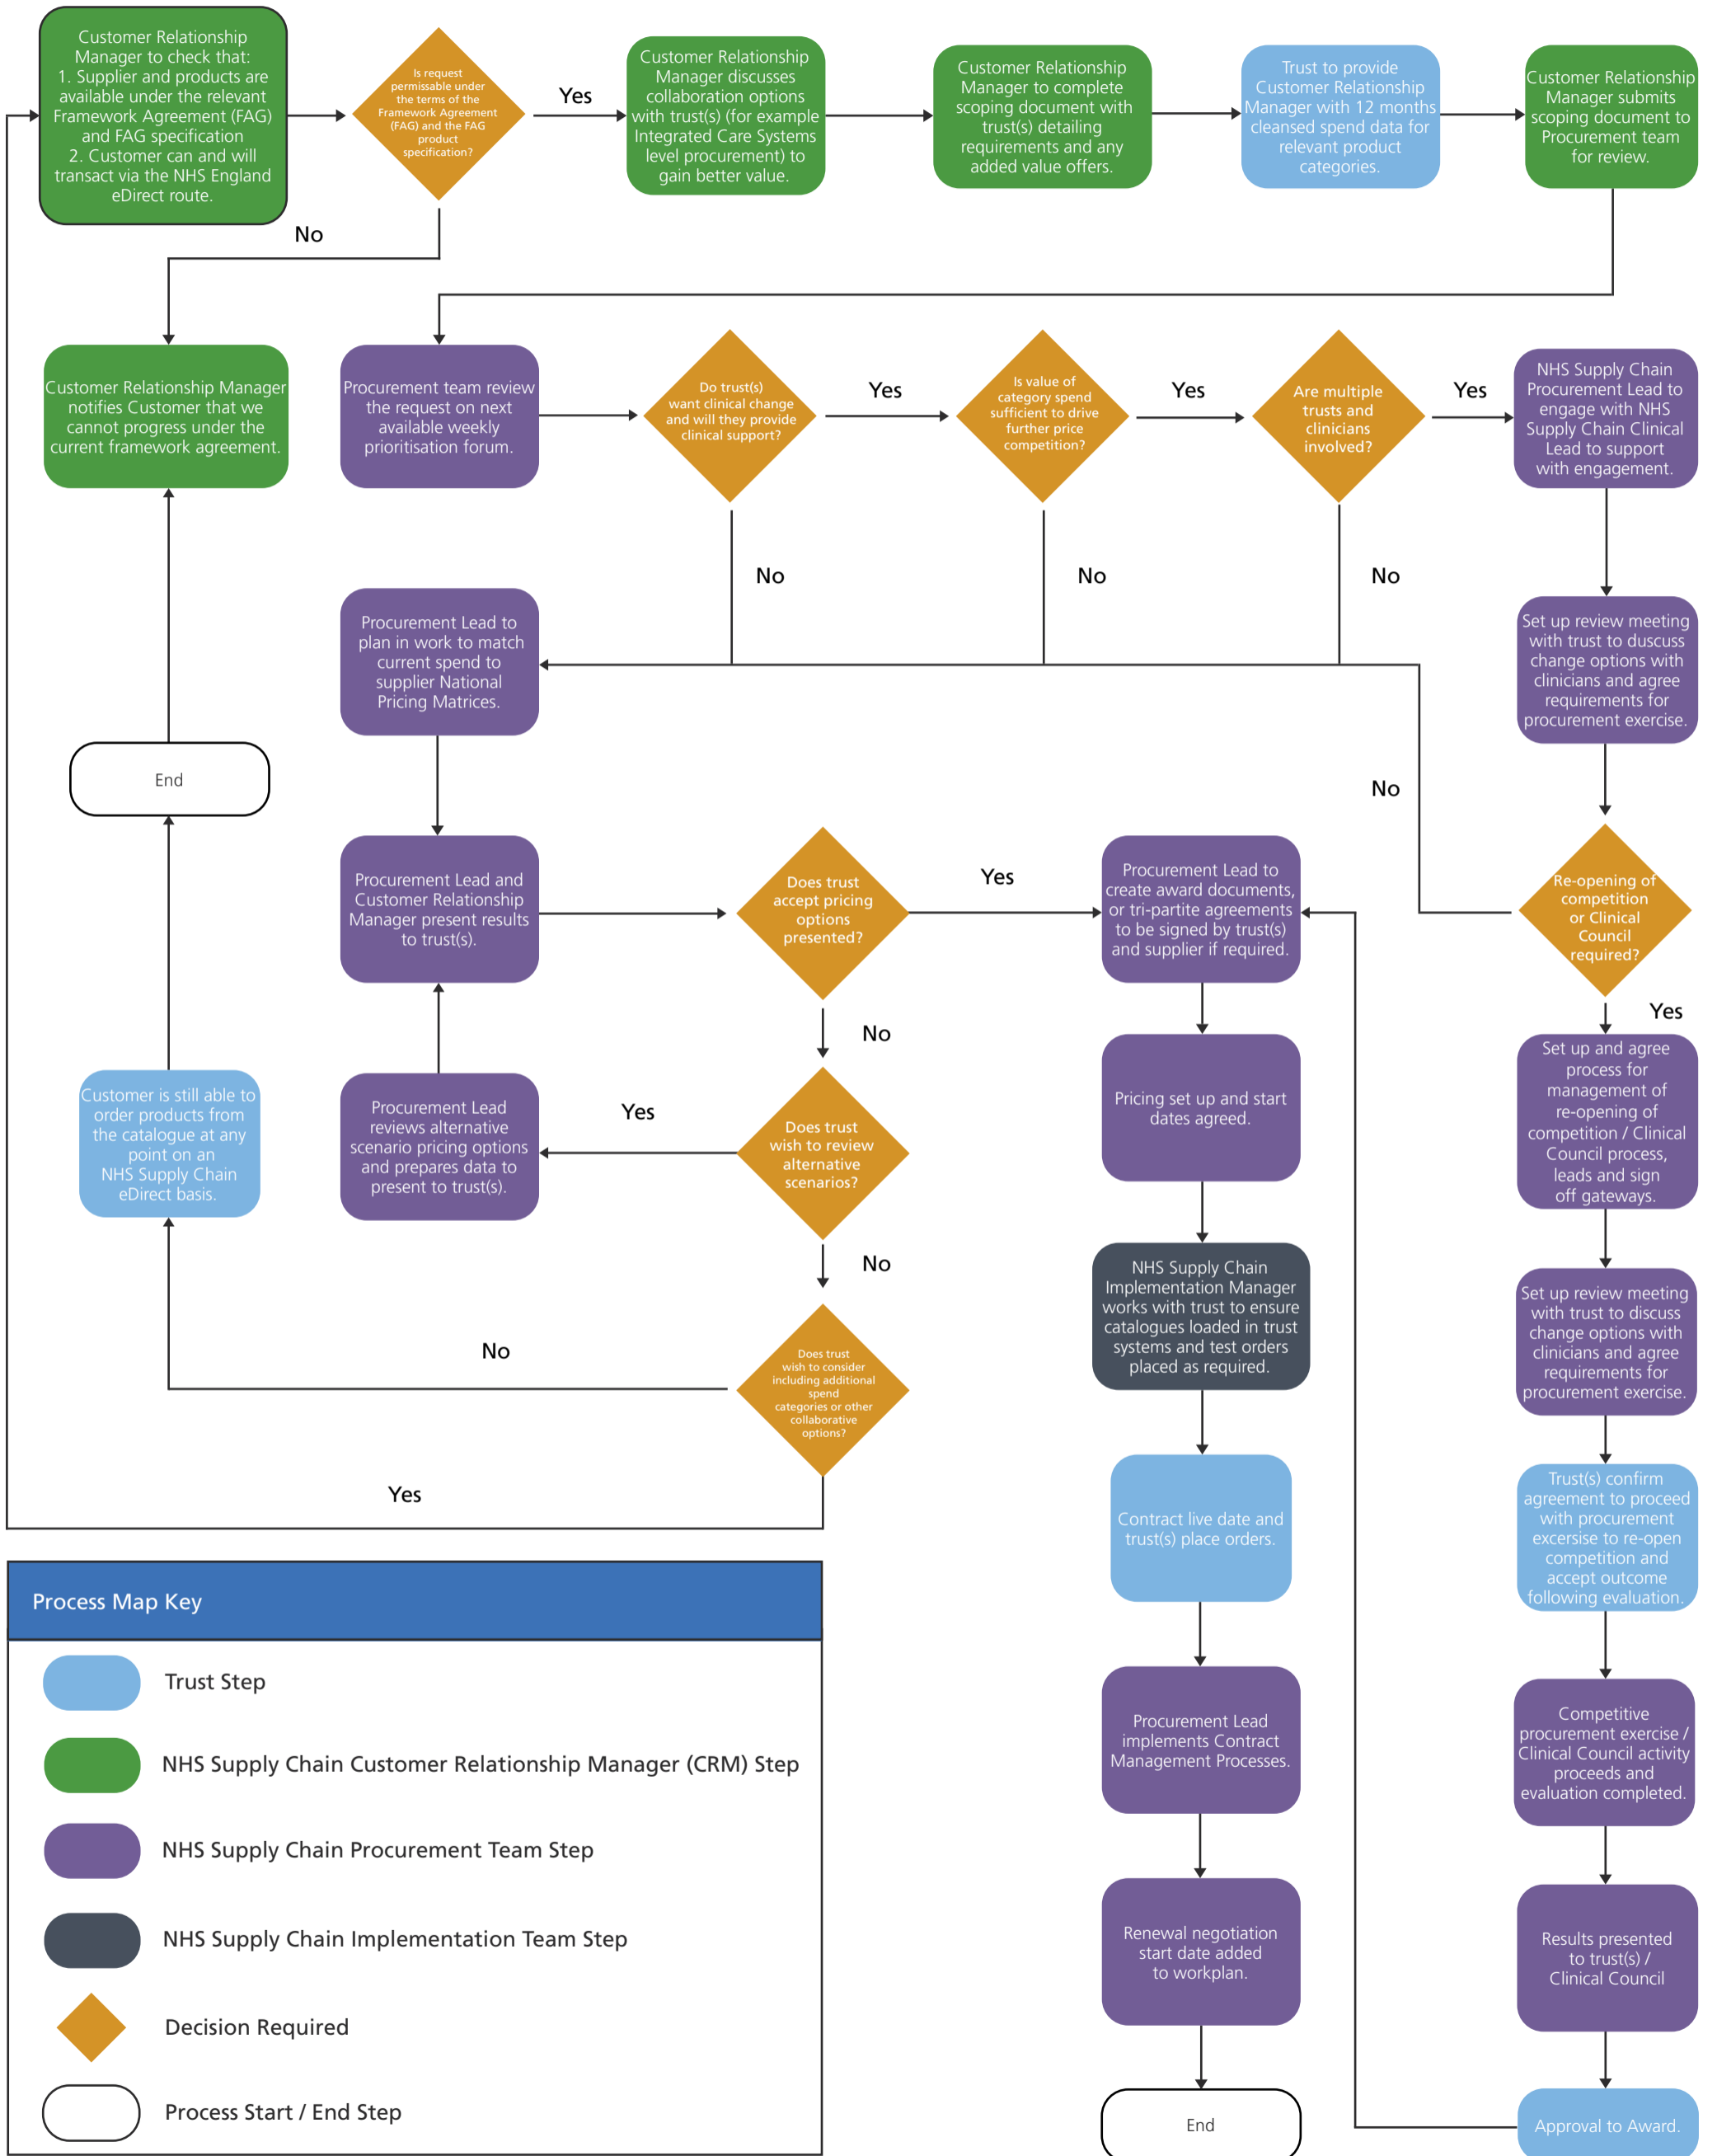 Customer Relationship
Manager to check that:
1. Supplier and products are
available under the relevant
Framework Agreement (FAG)
and FAG specification
2. Customer can and will
transact via the NHS England
eDirect route.
Is request
permissable under
the terms of the
Framework Agreement
(FAG) and the FAG
product
specification?
Yes
Customer Relationship
Manager discusses
collaboration options
with trust(s) (for example
Integrated Care Systems
level procurement) to
gain better value.
Customer Relationship
Manager to complete
scoping document with
trust(s) detailing
requirements and any
added value offers.
Trust to provide
Customer Relationship
Manager with 12 months
cleansed spend data for
relevant product
categories.
Customer Relationship
Manager submits
scoping document to
Procurement team
for review.
No
Customer Relationship Manager
notifies Customer that we
cannot progress under the
current framework agreement.
Procurement team review
the request on next
available weekly
prioritisation forum.
Do trust(s)
want clinical change
and will they provide
clinical support?
Yes
Is value of
category spend
sufficient to drive
further price
competition?
Yes
Are multiple
trusts and
clinicians
involved?
Yes
NHS Supply Chain
Procurement Lead to
engage with NHS
Supply Chain Clinical
Lead to support
with engagement.
No
No
No
Procurement Lead to
plan in work to match
current spend to
supplier National
Pricing Matrices.
Set up review meeting
with trust to duscuss
change options with
clinicians and agree
requirements for
procurement exercise.
End
No
Procurement Lead and
Customer Relationship
Manager present results
to trust(s).
Does trust
accept pricing
options
presented?
Yes
Procurement Lead to
create award documents,
or tri-partite agreements
to be signed by trust(s)
and supplier if required.
Re-opening of
competition
or Clinical
Council
required?
No
Yes
Customer is still able to
order products from
the catalogue at any
point on an
NHS Supply Chain
eDirect basis.
Procurement Lead
reviews alternative
scenario pricing options
and prepares data to
present to trust(s).
Yes
Does trust
wish to review
alternative
scenarios?
Pricing set up and start
dates agreed.
Set up and agree
process for
management of
re-opening of
competition / Clinical
Council process,
leads and sign
off gateways.
No
NHS Supply Chain
Implementation Manager
works with trust to ensure
catalogues loaded in trust
systems and test orders
placed as required.
Set up review meeting
with trust to discuss
change options with
clinicians and agree
requirements for
procurement exercise.
No
Does trust
wish to consider
including additional
spend
categories or other
collaborative
options?
Yes
Contract live date and
trust(s) place orders.
Trust(s) confirm
agreement to proceed
with procurement
excersise to re-open
competition and
accept outcome
following evaluation.
Process Map Key
Trust Step
NHS Supply Chain Customer Relationship Manager (CRM) Step
NHS Supply Chain Procurement Team Step
NHS Supply Chain Implementation Team Step
Decision Required
Process Start / End Step
Procurement Lead
implements Contract
Management Processes.
Competitive
procurement exercise /
Clinical Council activity
proceeds and
evaluation completed.
Renewal negotiation
start date added
to workplan.
Results presented
to trust(s) /
Clinical Council
End
Approval to Award.